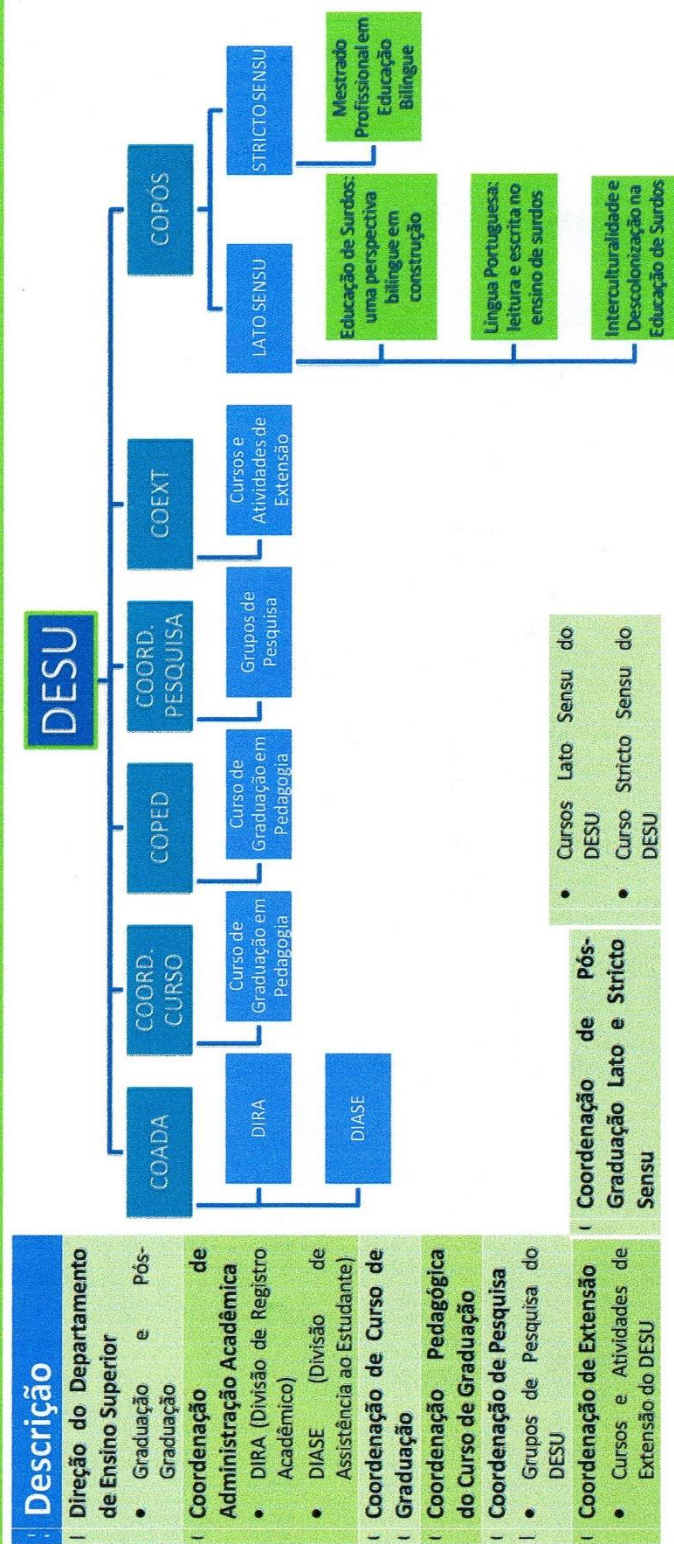 DESU
COADA
DIRA
DIASE
COORD.
CURSO
Curso de
Graduação em
Pedagogia
COPED
Curso de
Graduação em
Pedagogia
COORD.
PESQUISA
Grupos de
Pesquisa
COEXT
Cursos e
Atividades de
Extensão
COPÓS
LATO SENSU
Educação de Surdos:
uma perspectiva
bilíngue em
construção
Língua Portuguesa:
leitura e escrita no
ensino de surdos
Interculturalidade e
Descolonização na
Educação de Surdos
STRICTO SENSU
Mestrado
Profissional em
Educação
Bilíngue
Descrição
Direção do Departamento
de Ensino Superior
• Graduação e Pós-
Graduação
Coordenação de
Administração Acadêmica
• DIRA (Divisão de Registro
Acadêmico)
• DIASE (Divisão de
Assistência ao Estudante)
Coordenação de Curso de
Graduação
Coordenação Pedagógica
do Curso de Graduação
Coordenação de Pesquisa
• Grupos de Pesquisa do
DESU
Coordenação de Extensão
• Cursos e Atividades de
Extensão do DESU
Coordenação de Pós-
Graduação Lato e Stricto
Sensu
• Cursos Lato Sensu do
DESU
• Curso Stricto Sensu do
DESU